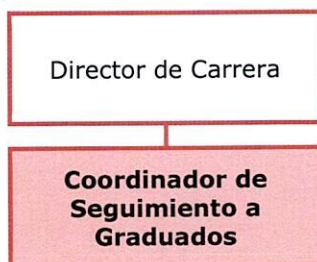 Director de Carrera
Coordinador de
Seguimiento a
Graduados